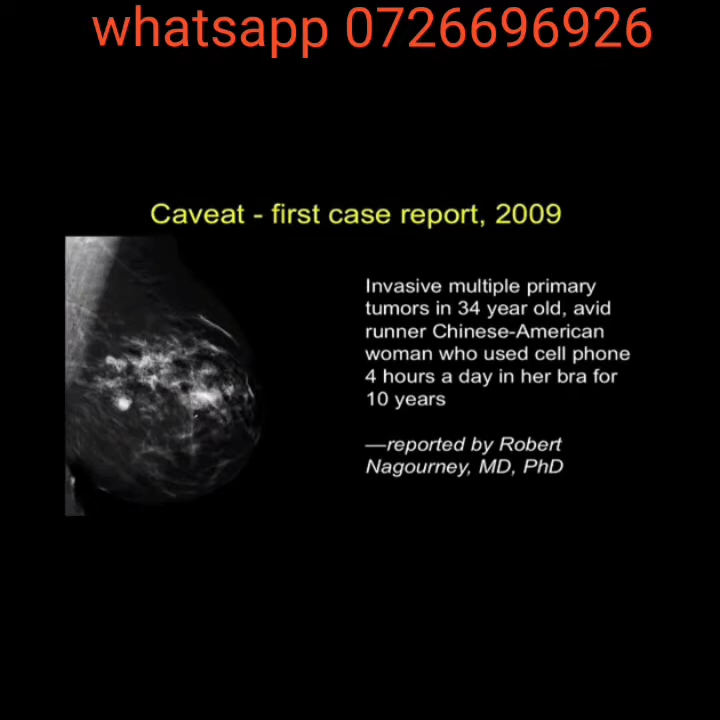 whatsapp 0726696926
Caveat - first case report, 2009
Invasive multiple primary
tumors in 34 year old, avid
runner Chinese-American
woman who used cell phone
4 hours a day in her bra for
10 years
—reported by Robert
Nagourney, MD, PhD